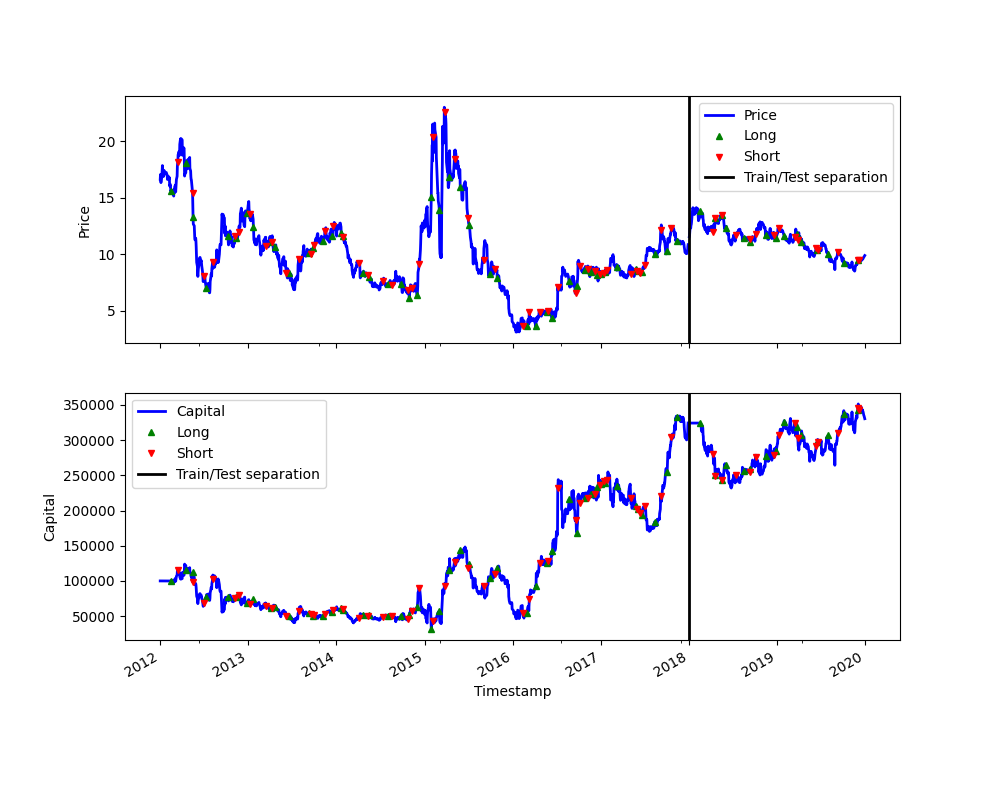 20
15
10
5
Price
Price
Long
Short
Train/Test separation
350000
300000
250000
200000
150000
100000
50000
Capital
Capital
Long
Short
Train/Test separation
2012
2013
2014
2015
2016
2017
2018
2019
2020
Timestamp